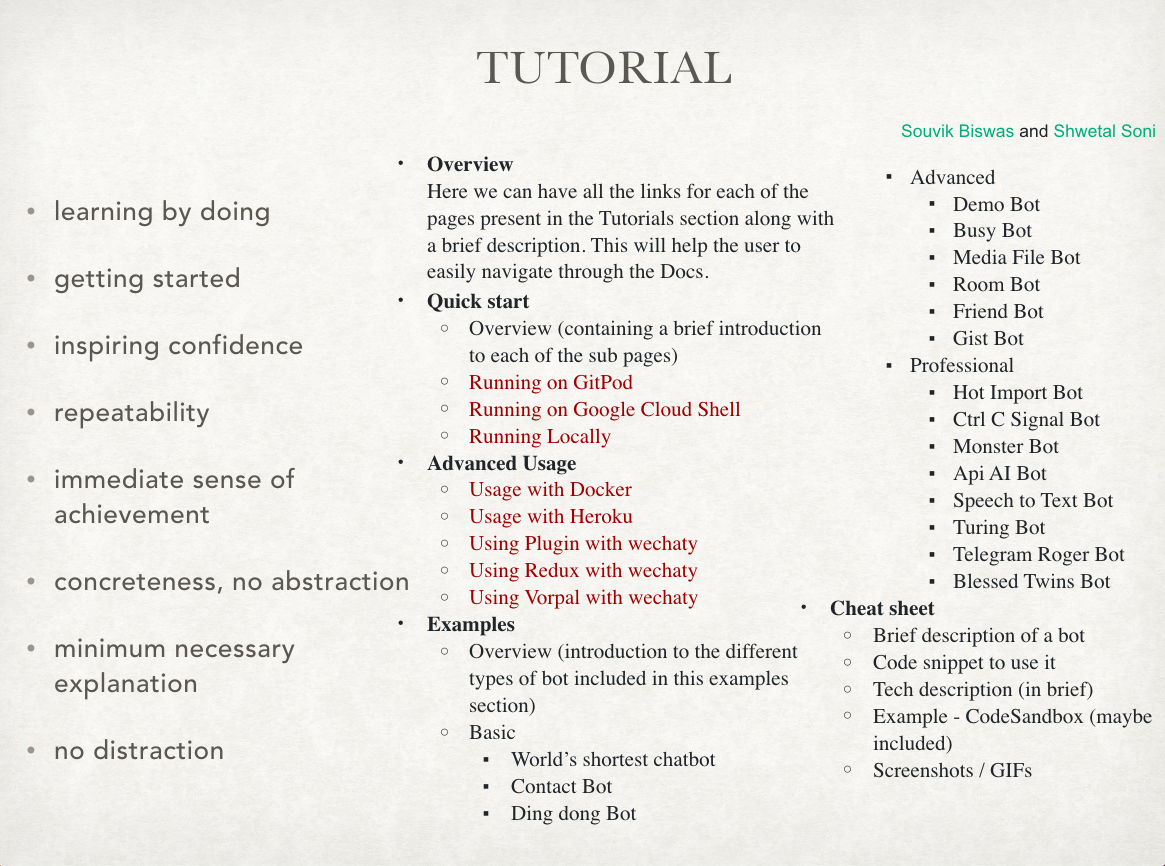 TUTORIAL
Souvik Biswas and Shwetal Soni
• learning by doing
• getting started
• inspiring confidence
• repeatability
• immediate sense of
achievement
• concreteness, no abstraction
• minimum necessary
explanation
• no distraction
• Overview
Here we can have all the links for each of the
pages present in the Tutorials section along with
a brief description. This will help the user to
easily navigate through the Docs.
• Quick start
○ Overview (containing a brief introduction
to each of the sub pages)
○ Running on GitPod
○ Running on Google Cloud Shell
○ Running Locally
• Advanced Usage
○ Usage with Docker
○ Usage with Heroku
○ Using Plugin with wechaty
○ Using Redux with wechaty
○ Using Vorpal with wechaty
• Examples
○ Overview (introduction to the different
types of bot included in this examples
section)
○ Basic
▪ World’s shortest chatbot
▪ Contact Bot
▪ Ding dong Bot
▪ Advanced
▪ Demo Bot
▪ Busy Bot
▪ Media File Bot
▪ Room Bot
▪ Friend Bot
▪ Gist Bot
▪ Professional
▪ Hot Import Bot
▪ Ctrl C Signal Bot
▪ Monster Bot
▪ Api AI Bot
▪ Speech to Text Bot
▪ Turing Bot
▪ Telegram Roger Bot
▪ Blessed Twins Bot
• Cheat sheet
○ Brief description of a bot
○ Code snippet to use it
○ Tech description (in brief)
○ Example - CodeSandbox (maybe
included)
○ Screenshots / GIFs